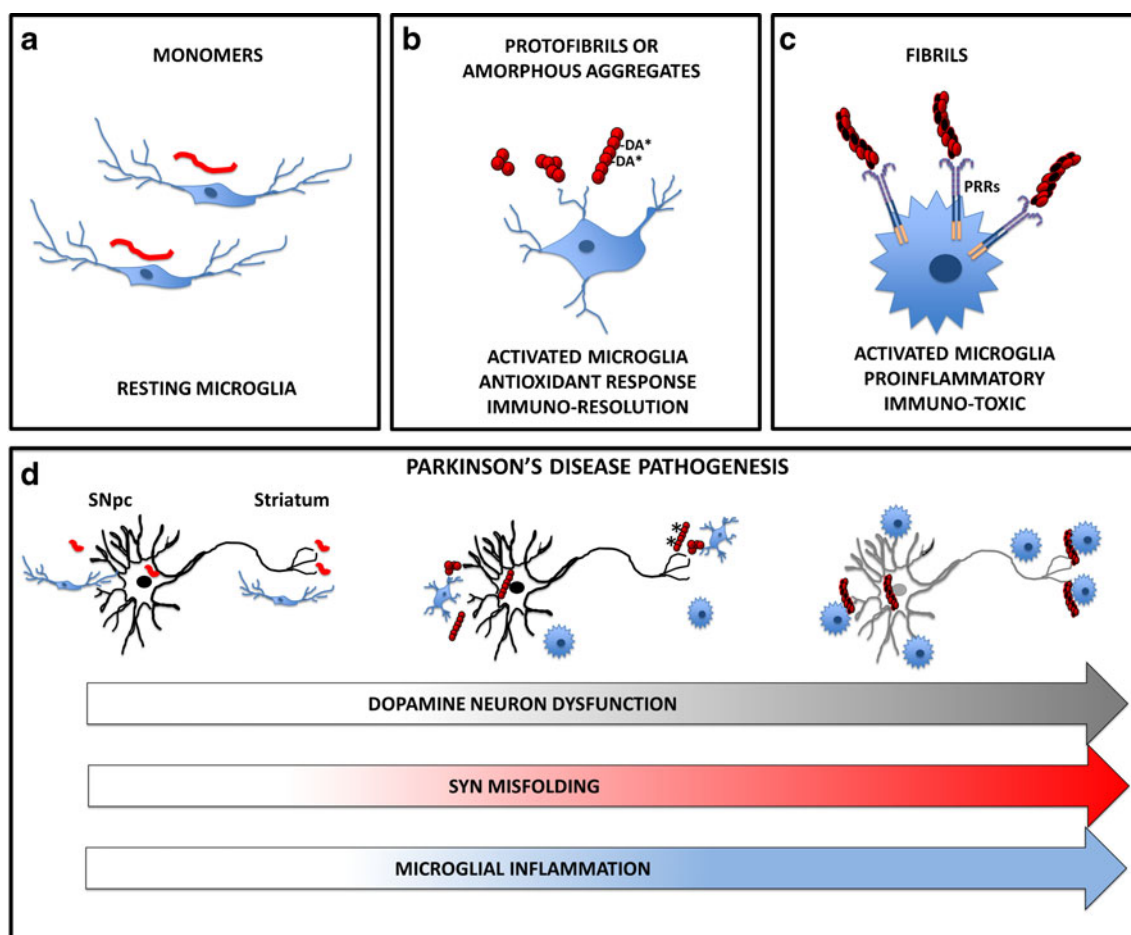 a
MONOMERS
RESTING MICROGLIA
b
PROTOFIBRILS OR
AMORPHOUS AGGREGATES
-DA*
-DA*
ACTIVATED MICROGLIA
ANTIOXIDANT RESPONSE
IMMUNO-RESOLUTION
c
FIBRILS
PRRs
ACTIVATED MICROGLIA
PROINFLAMMATORY
IMMUNO-TOXIC
d
PARKINSON'S DISEASE PATHOGENESIS
SNpc
Striatum
*
*
DOPAMINE NEURON DYSFUNCTION
SYN MISFOLDING
MICROGLIAL INFLAMMATION